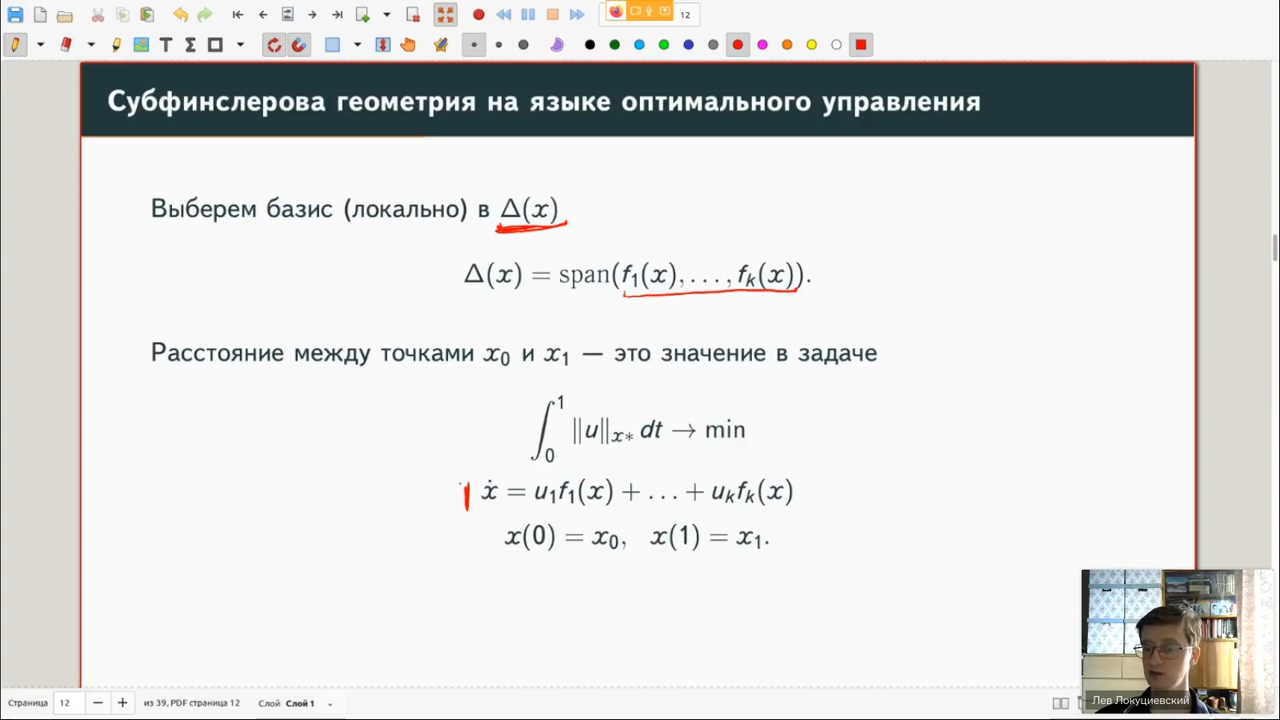 12
Субфинслерова геометрия на языке оптимального управления
Выберем базис (локально) в Δ(x)
Δ(x) = span(f₁(x), . . . , fₖ(x)).
Расстояние между точками x₀ и x₁ — это значение в задаче
∫₀¹ ‖u‖ₓ∗ dt → min
ẋ = u₁f₁(x) + . . . + uₖfₖ(x)
x(0) = x₀, x(1) = x₁.
Лев Локуциевский
Страница 12 из 39, PDF страница 12 Слой Слой 1